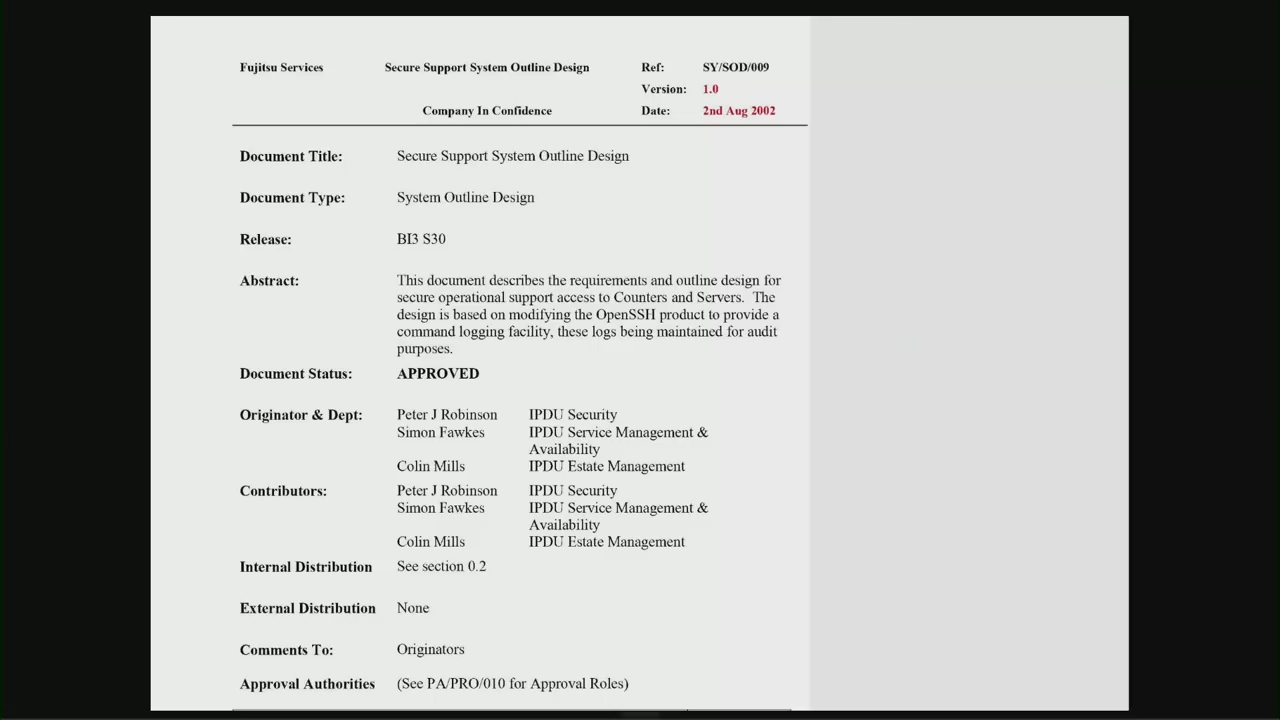 Fujitsu Services Secure Support System Outline Design Ref: SY/SOD/009
Version: 1.0
Company In Confidence Date: 2nd Aug 2002
Document Title: Secure Support System Outline Design
Document Type: System Outline Design
Release: BI3 S30
Abstract: This document describes the requirements and outline design for
secure operational support access to Counters and Servers. The
design is based on modifying the OpenSSH product to provide a
command logging facility, these logs being maintained for audit
purposes.
Document Status: APPROVED
Originator & Dept: Peter J Robinson IPDU Security
Simon Fawkes IPDU Service Management &
Availability
Colin Mills IPDU Estate Management
Contributors: Peter J Robinson IPDU Security
Simon Fawkes IPDU Service Management &
Availability
Colin Mills IPDU Estate Management
Internal Distribution See section 0.2
External Distribution None
Comments To: Originators
Approval Authorities (See PA/PRO/010 for Approval Roles)